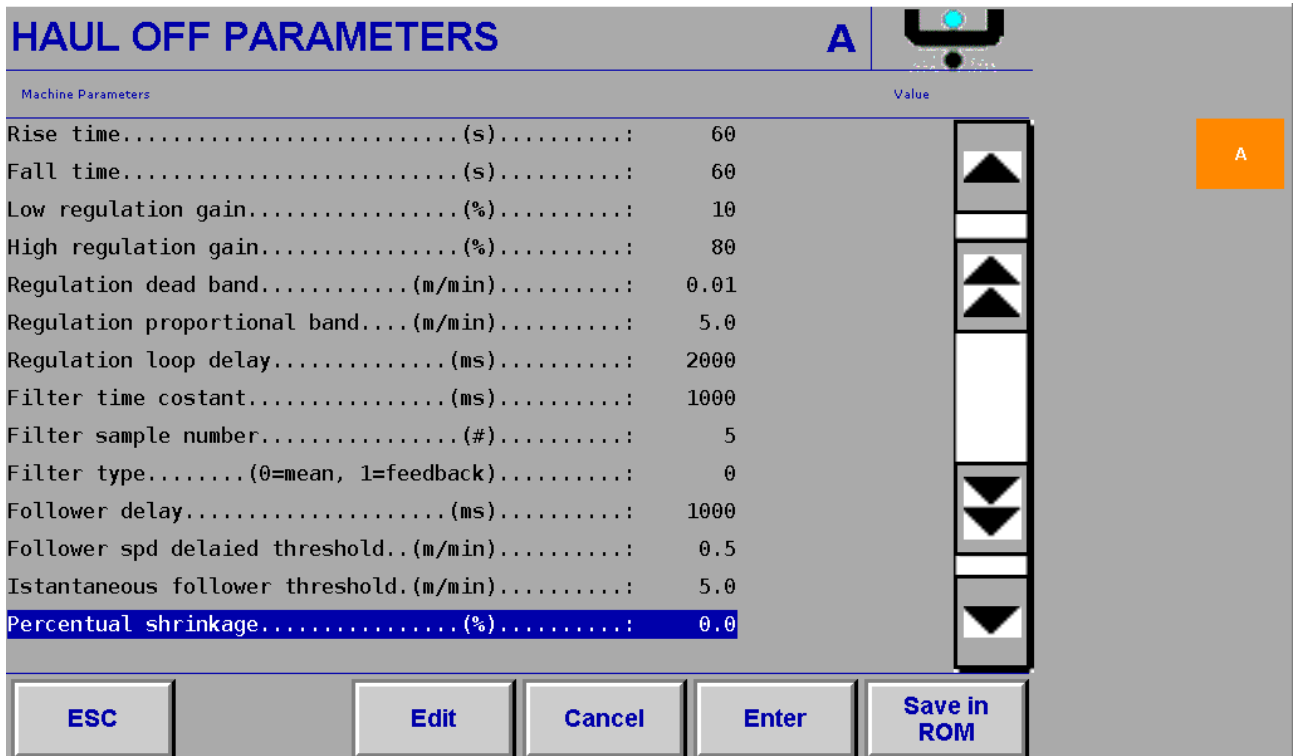 HAUL OFF PARAMETERS A
Machine Parameters Value
Rise time..........................(s)..........: 60
A
Fall time..........................(s)..........: 60
Low regulation gain................(%)..........: 10
High regulation gain...............(%)..........: 80
Regulation dead band...........(m/min)..........: 0.01
Regulation proportional band...(m/min)..........: 5.0
Regulation loop delay.............(ms)..........: 2000
Filter time costant...............(ms)..........: 1000
Filter sample number...............(#)..........: 5
Filter type.......(0=mean, 1=feedback)..........: 0
Follower delay....................(ms)..........: 1000
Follower spd delaied threshold.(m/min)..........: 0.5
Istantaneous follower threshold.(m/min)..........: 5.0
Percentual shrinkage...............(%)..........: 0.0
ESC Edit Cancel Enter Save in
ROM